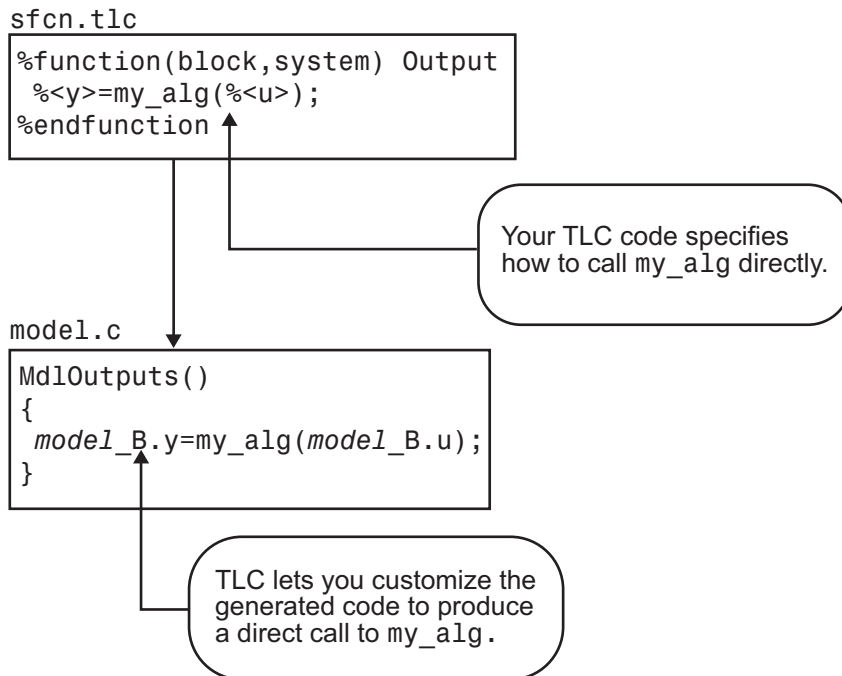 sfcn.tlc
%function(block,system) Output
%<y>=my_alg(%<u>);
%endfunction
Your TLC code specifies
how to call my_alg directly.
model.c
MdlOutputs()
{
model_B.y=my_alg(model_B.u);
}
TLC lets you customize the
generated code to produce
a direct call to my_alg.